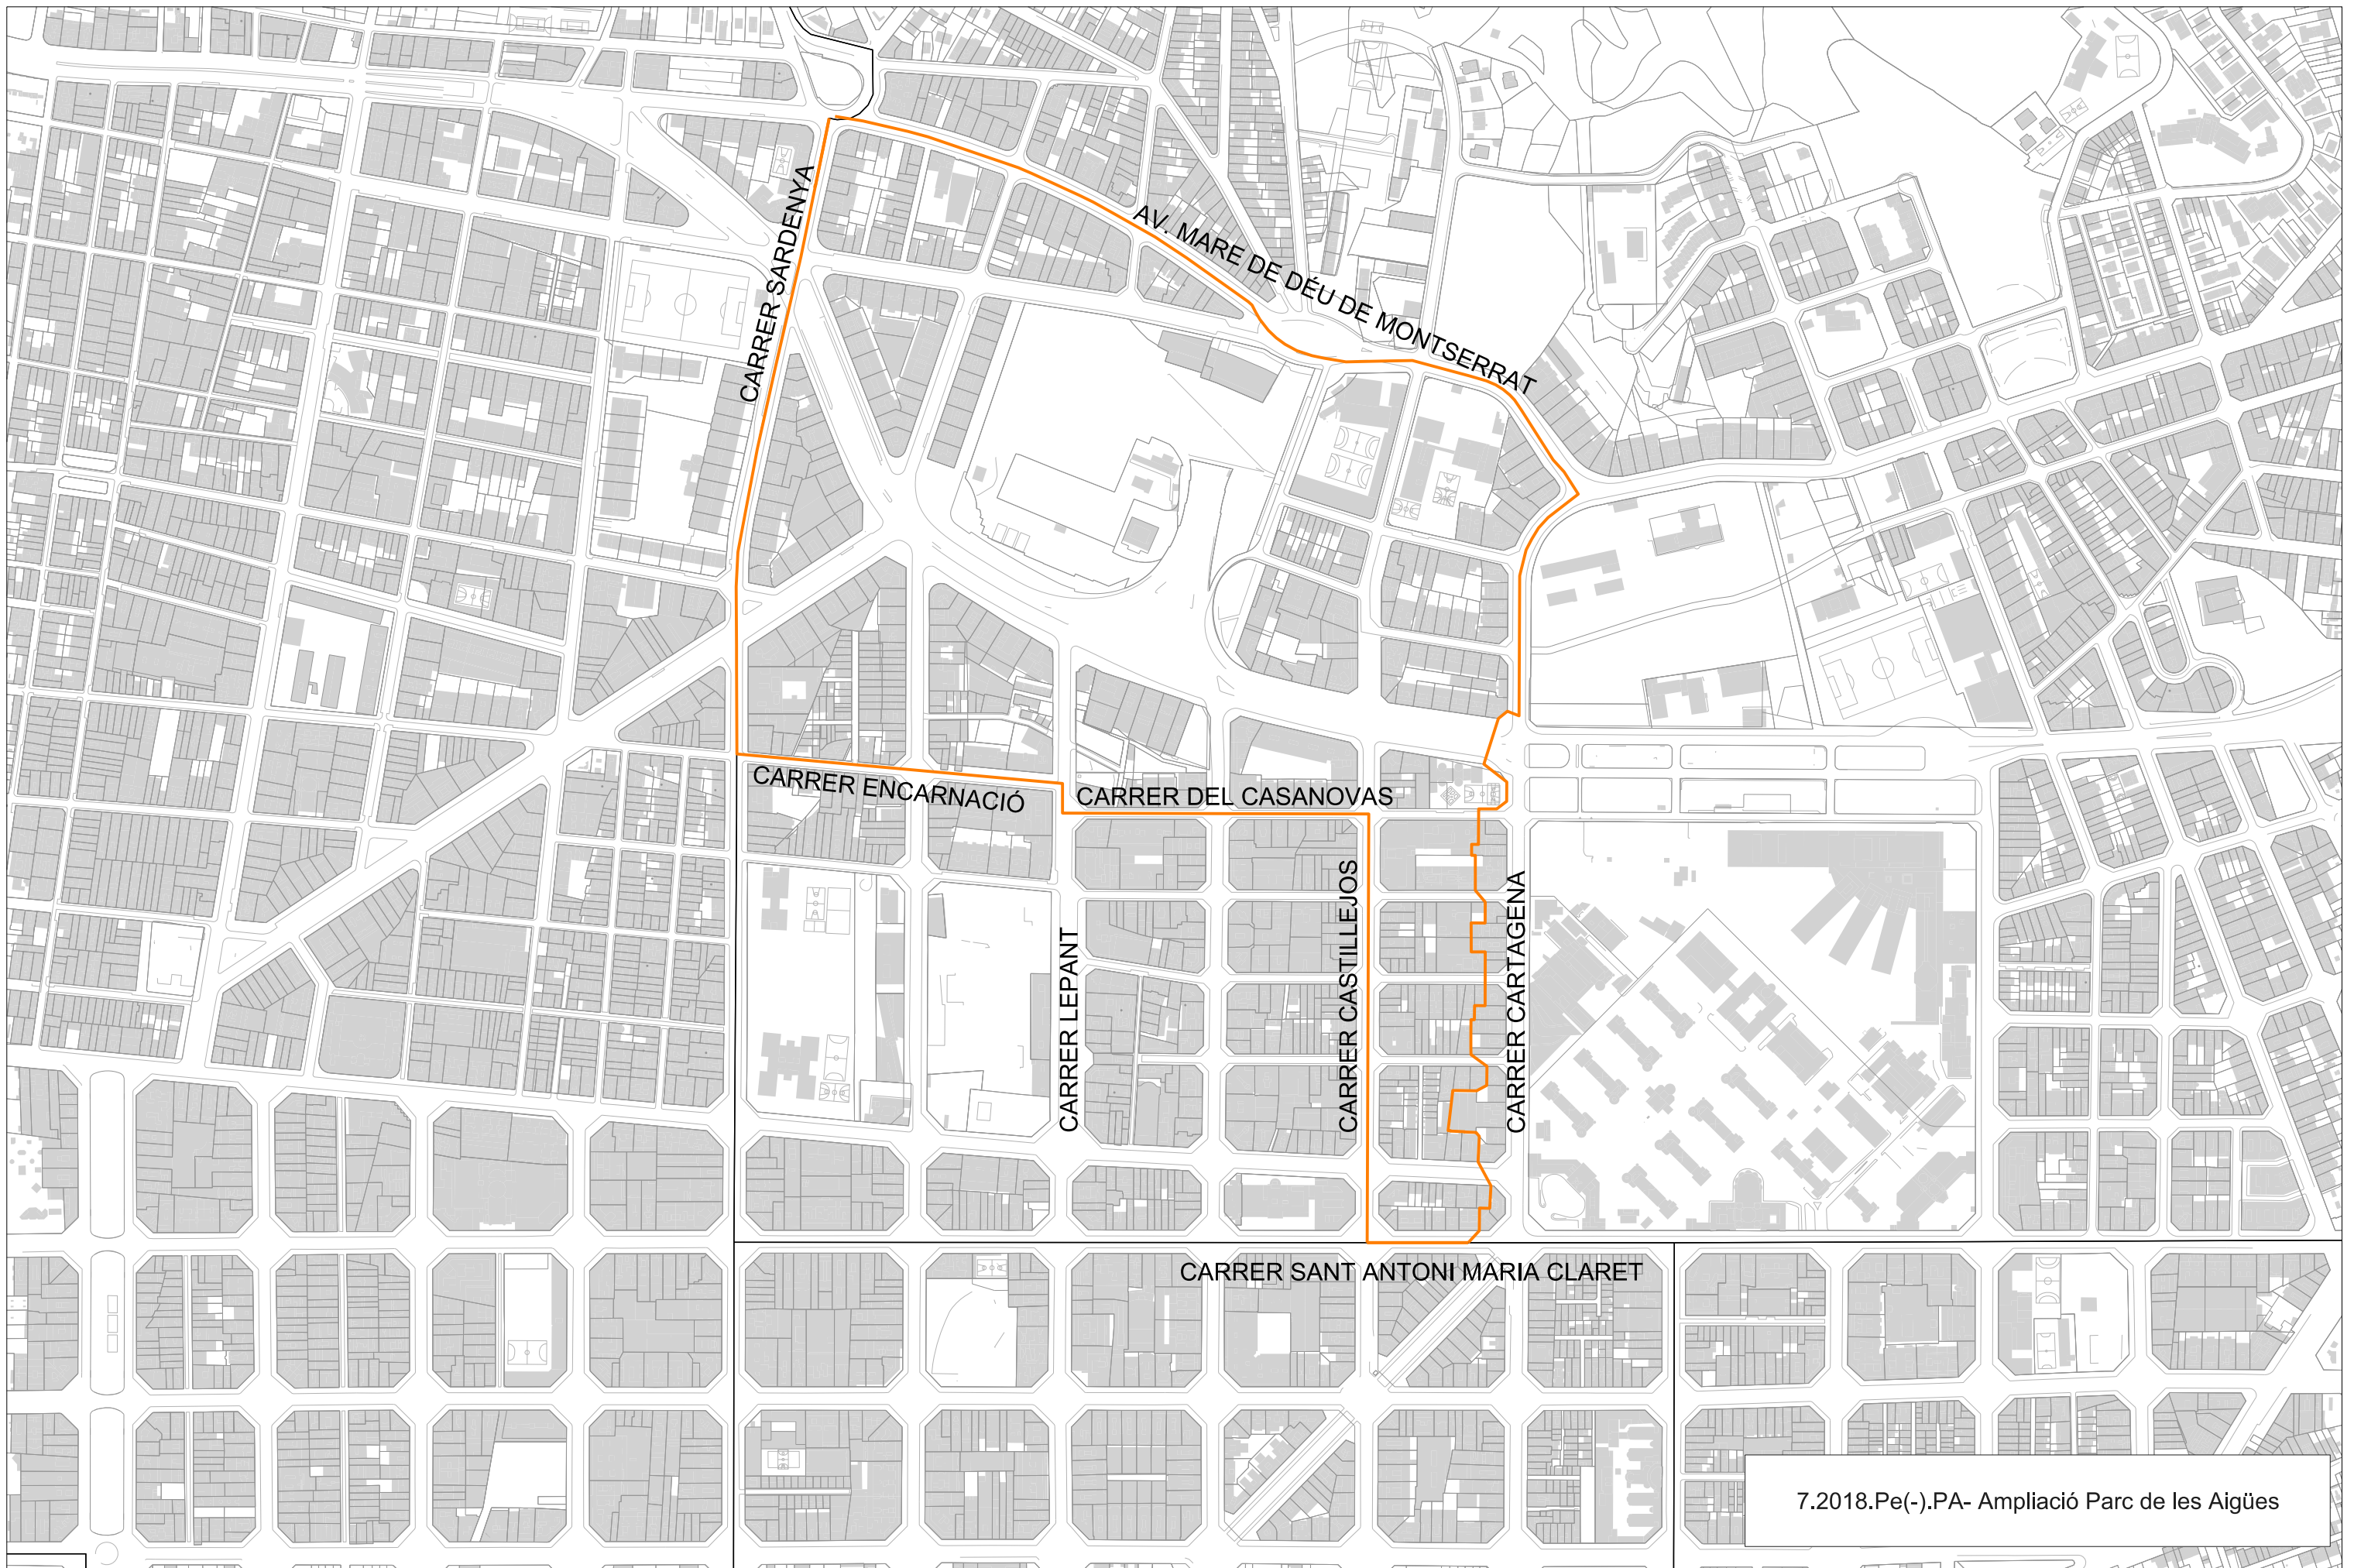 CARRER SARDENYA
AV. MARE DE DÉU DE MONTSERRAT
CARRER ENCARNACIÓ
CARRER DEL CASANOVAS
CARRER LEPANT
CARRER CASTILLEJOS
CARRER CARTAGENA
CARRER SANT ANTONI MARIA CLARET
7.2018.Pe(-).PA- Ampliació Parc de les Aigües